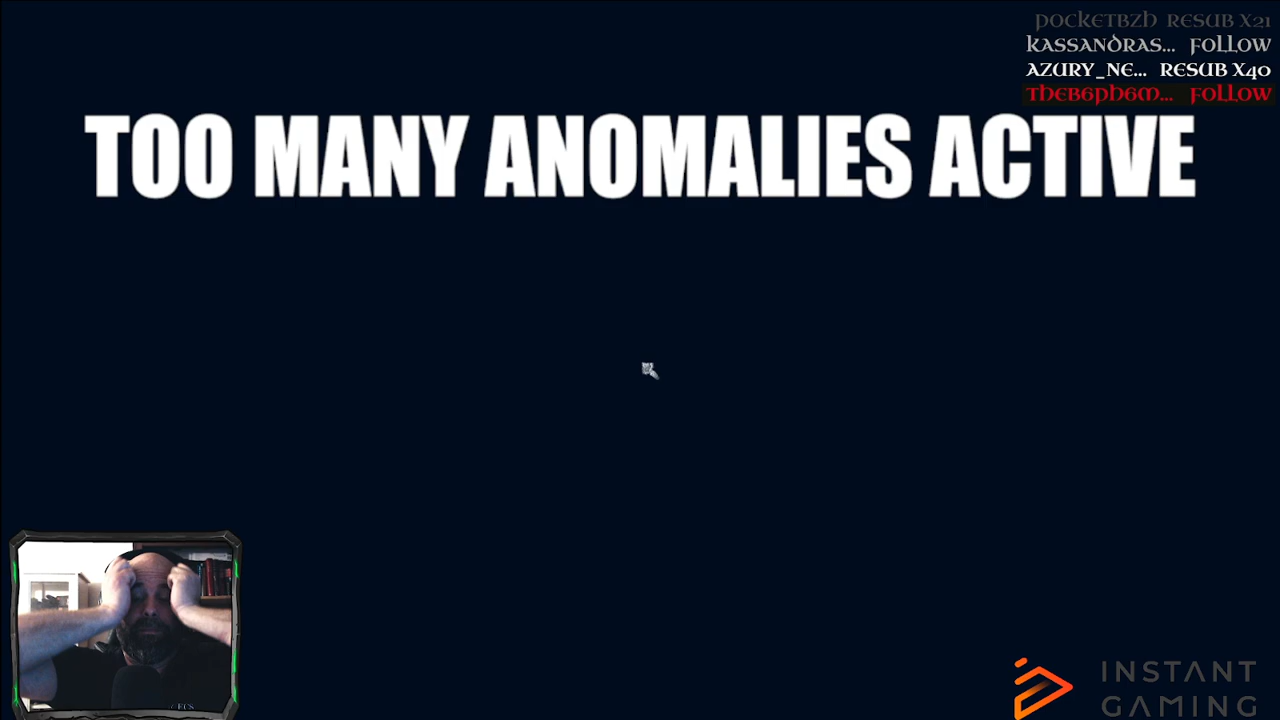 POCKETBZH RESUB X21
KASSANDRAS... FOLLOW
AZURY_NE... RESUB X40
THEB6PH6M... FOLLOW
TOO MANY ANOMALIES ACTIVE
INSTANT
GAMING